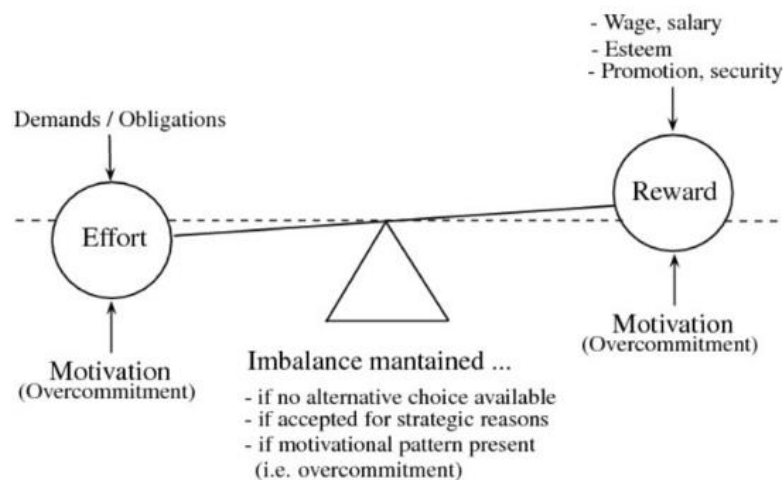 - Wage, salary
- Esteem
- Promotion, security
Demands / Obligations
Effort
Reward
Motivation
(Overcommitment)
Motivation
(Overcommitment)
Imbalance mantained ...
- if no alternative choice available
- if accepted for strategic reasons
- if motivational pattern present
(i.e. overcommitment)